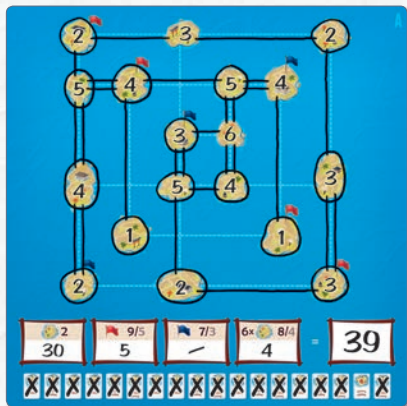 A
2 3 2
5 4 5 4
3 6
4 5 4 3
1 1
2 2 3
2 9/5 7/3 6x 8/4
30 5 – 4 = 39
X X X X X X X X X X X X X X X X